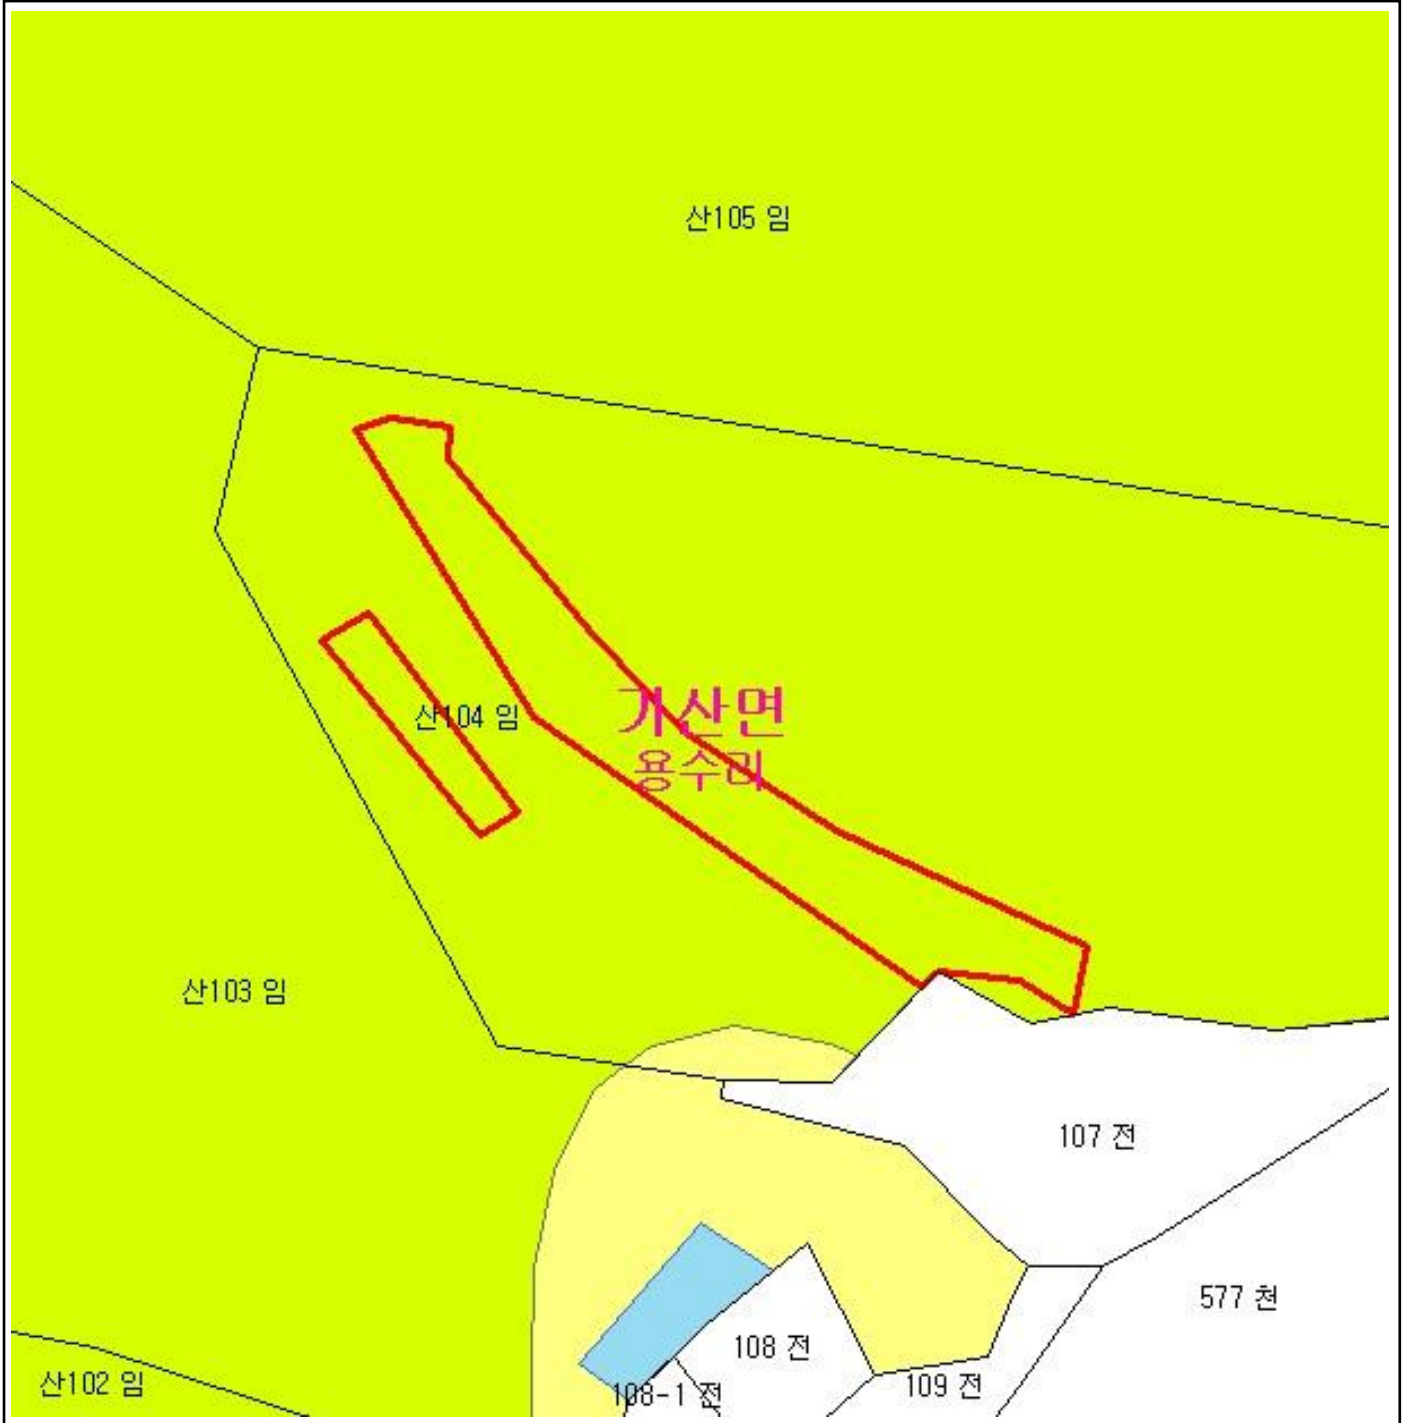 산105 임
가산면
산104 임
용수리
산103 임
107 전
577 천
108 전
산102 임
108-1 전
109 전